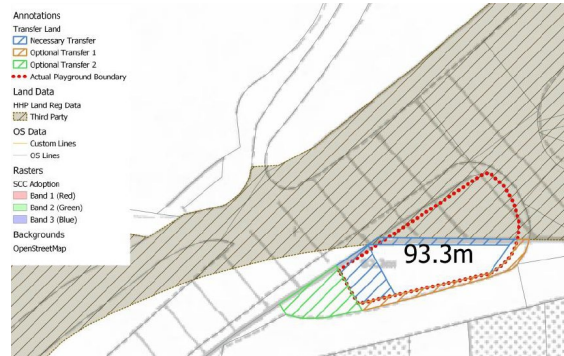 Annotations
Transfer Land
Necessary Transfer
Optional Transfer 1
Optional Transfer 2
Actual Playground Boundary
Land Data
HHP Land Reg Data
Third Party
OS Data
Custom Lines
OS Lines
Rasters
SCC Adoption
Band 1 (Red)
Band 2 (Green)
Band 3 (Blue)
Backgrounds
OpenStreetMap
93.3m